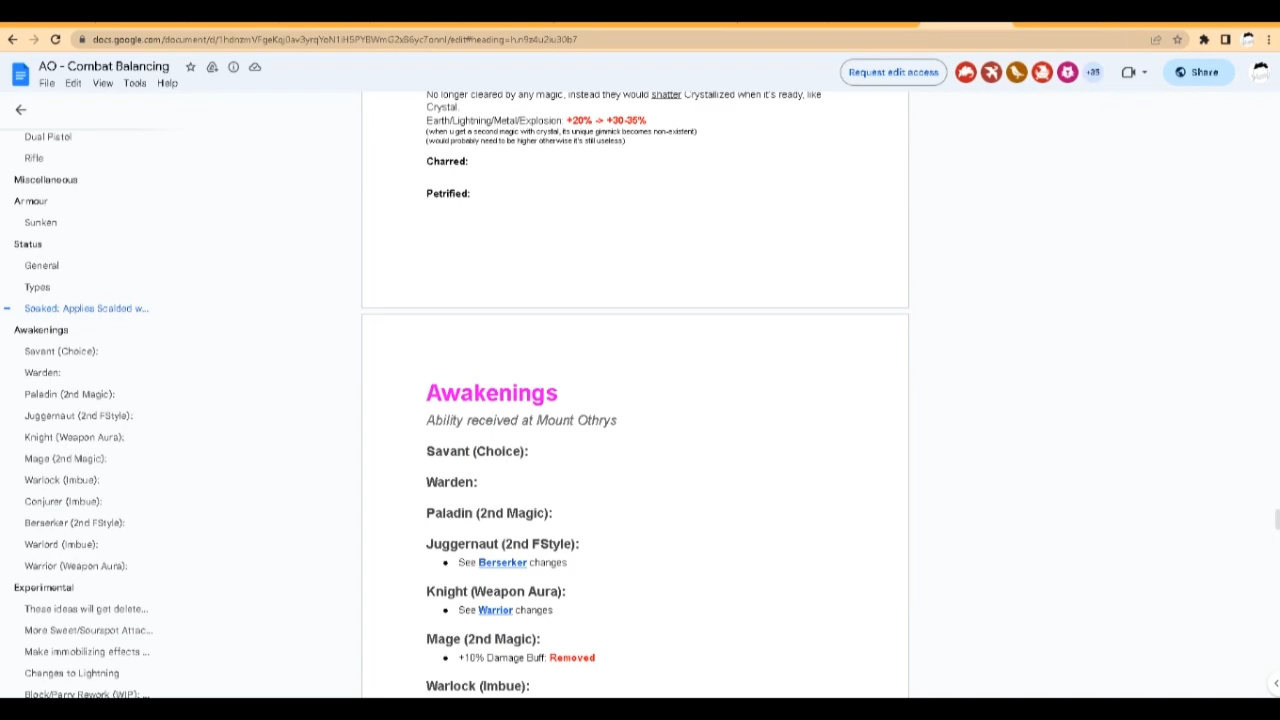 AO - Combat Balancing
File Edit View Tools Help
Request edit access
+35
Share
Dual Pistol
Rifle
Miscellaneous
Armour
Sunken
Status
General
Types
Soaked: Applies Scalded w...
Awakenings
Savant (Choice):
Warden:
Paladin (2nd Magic):
Juggernaut (2nd FStyle):
Knight (Weapon Aura):
Mage (2nd Magic):
Warlock (Imbue):
Conjurer (Imbue):
Berserker (2nd FStyle):
Warlord (Imbue):
Warrior (Weapon Aura):
Experimental
These ideas will get delete...
More Sweet/Sourspot Attac...
Make immobilizing effects ...
Changes to Lightning
Block/Parry Rework (WIP): ...
No longer cleared by any magic, instead they would shatter Crystallized when it's ready, like
Crystal.
Earth/Lightning/Metal/Explosion: +20% -> +30-35%
(when u get a second magic with crystal, its unique gimmick becomes non-existent)
(would probably need to be higher otherwise it's still useless)
Charred:
Petrified:
Awakenings
Ability received at Mount Othrys
Savant (Choice):
Warden:
Paladin (2nd Magic):
Juggernaut (2nd FStyle):
See Berserker changes
Knight (Weapon Aura):
See Warrior changes
Mage (2nd Magic):
+10% Damage Buff: Removed
Warlock (Imbue):